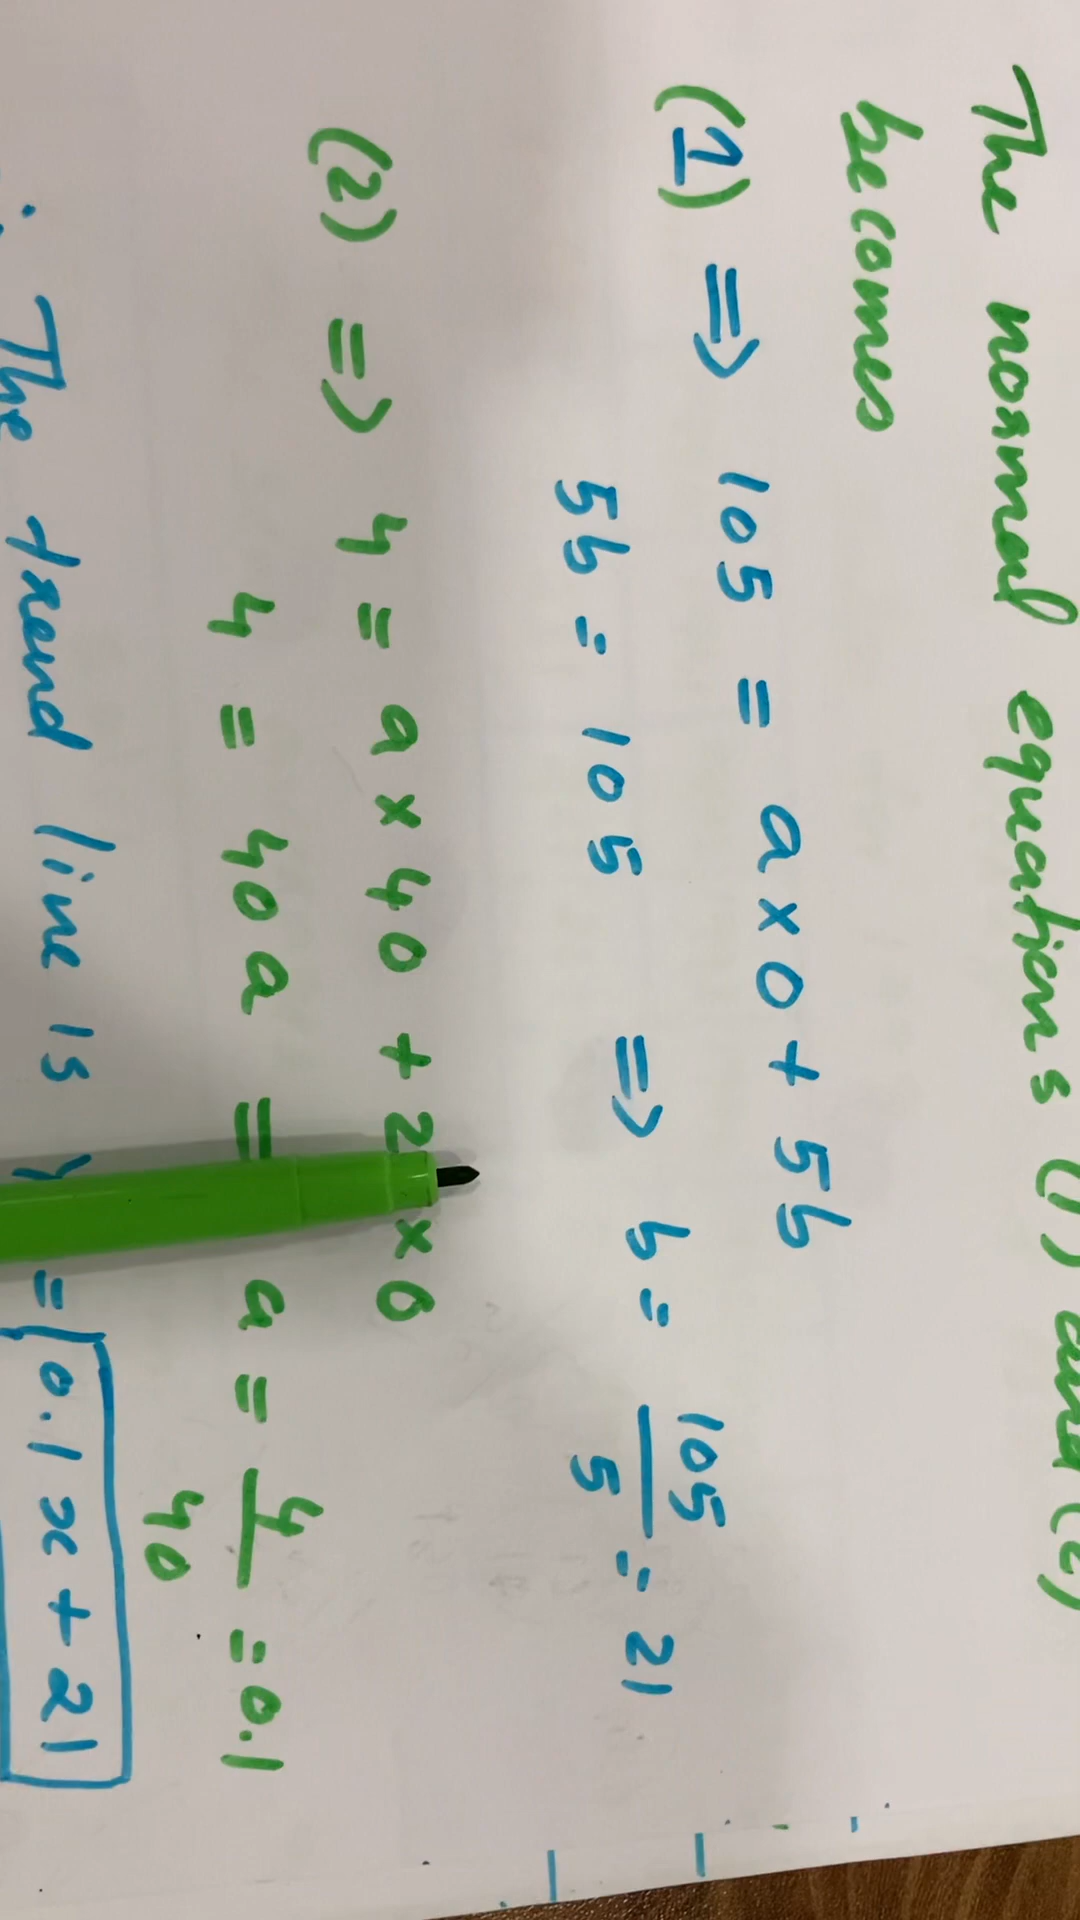 The normal equations (1) and (2)
becomes
(1) ⇒ 105 = a × 0 + 5b
5b = 105 ⇒ b = 105/5 = 21
(2) ⇒ 4 = a × 40 + 2 × 0
4 = 40a = a = 4/40 = 0.1
∴ The trend line is y = 0.1x + 21